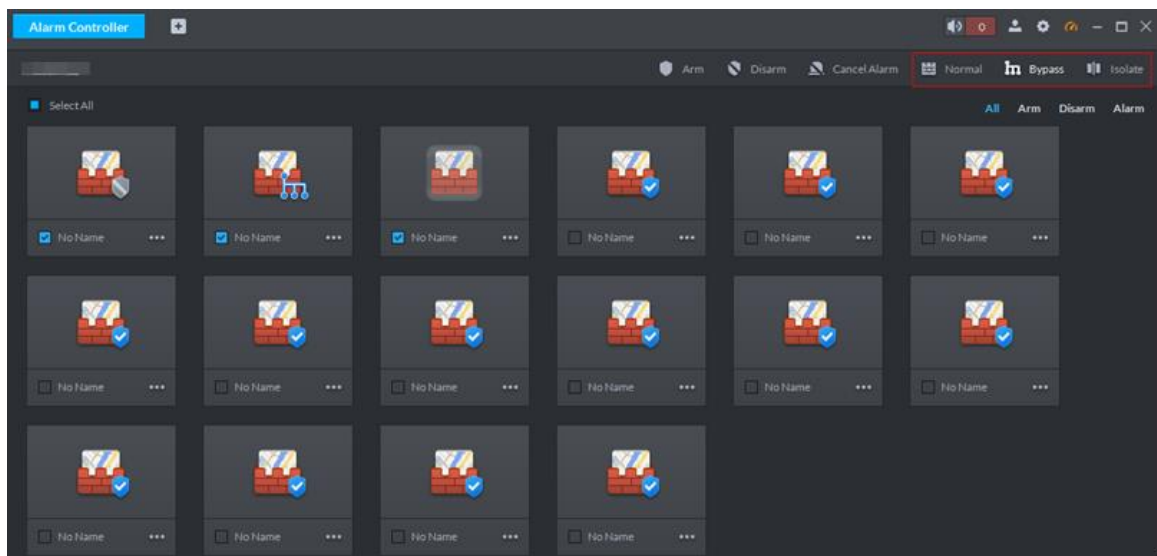 Alarm Controller 0
Arm Disarm Cancel Alarm Normal Bypass Isolate
Select All All Arm Disarm Alarm
No Name No Name No Name No Name No Name No Name
No Name No Name No Name No Name No Name No Name
No Name No Name No Name No Name